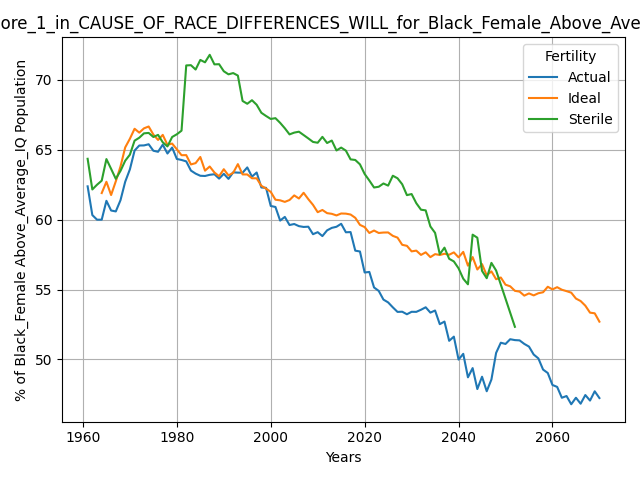 ore_1_in_CAUSE_OF_RACE_DIFFERENCES_WILL_for_Black_Female_Above_Ave
% of Black_Female Above_Average_IQ Population
70
65
60
55
50
1960
1980
2000
2020
2040
2060
Years
Fertility
Actual
Ideal
Sterile